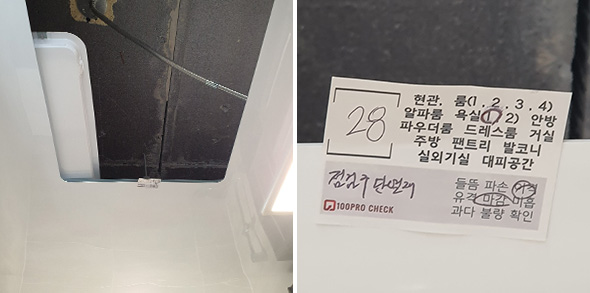 28
현관. 룸(1, 2, 3, 4)
알파룸 욕실(1, 2) 안방
파우더룸 드레스룸 거실
주방 팬트리 발코니
실외기실 대피공간
점검구 단면처리
들뜸 파손 이격
유격 마감 미흡
과다 불량 확인
100PRO CHECK